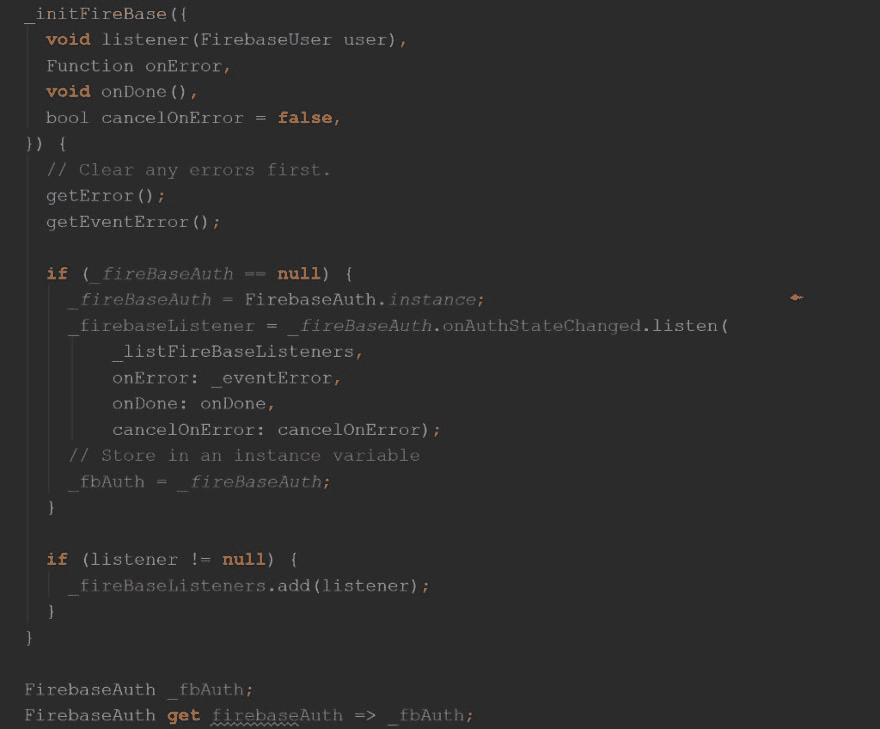 _initFireBase({
  void listener(FirebaseUser user),
  Function onError,
  void onDone(),
  bool cancelOnError = false,
}) {
  // Clear any errors first.
  getError();
  getEventError();

  if (_fireBaseAuth == null) {
    _fireBaseAuth = FirebaseAuth.instance;
    _firebaseListener = _fireBaseAuth.onAuthStateChanged.listen(
        _listFireBaseListeners,
        onError: _eventError,
        onDone: onDone,
        cancelOnError: cancelOnError);
    // Store in an instance variable
    _fbAuth = _fireBaseAuth;
  }

  if (listener != null) {
    _fireBaseListeners.add(listener);
  }
}

FirebaseAuth _fbAuth;
FirebaseAuth get firebaseAuth => _fbAuth;